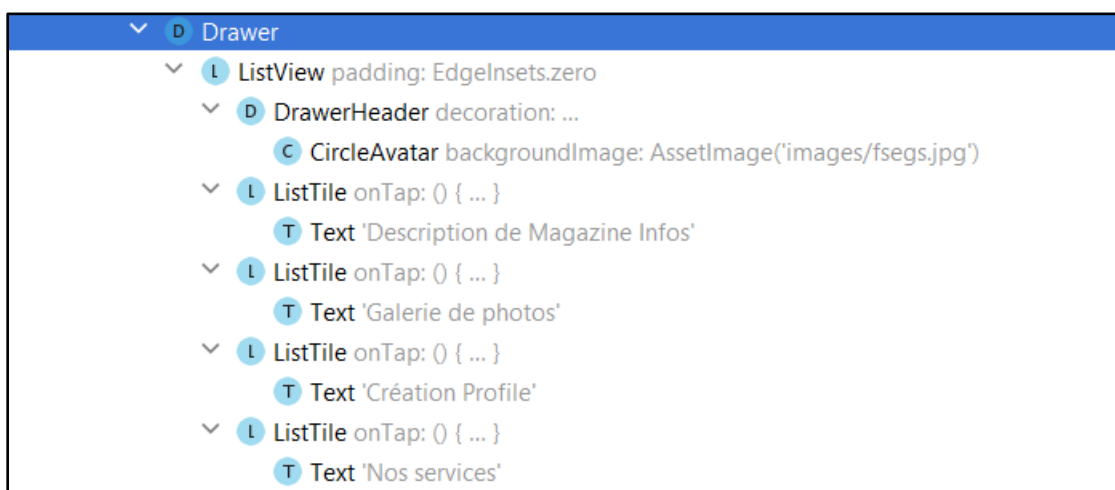 D Drawer
L ListView padding: EdgeInsets.zero
D DrawerHeader decoration: ...
C CircleAvatar backgroundImage: AssetImage('images/fsegs.jpg')
L ListTile onTap: () { ... }
T Text 'Description de Magazine Infos'
L ListTile onTap: () { ... }
T Text 'Galerie de photos'
L ListTile onTap: () { ... }
T Text 'Création Profile'
L ListTile onTap: () { ... }
T Text 'Nos services'